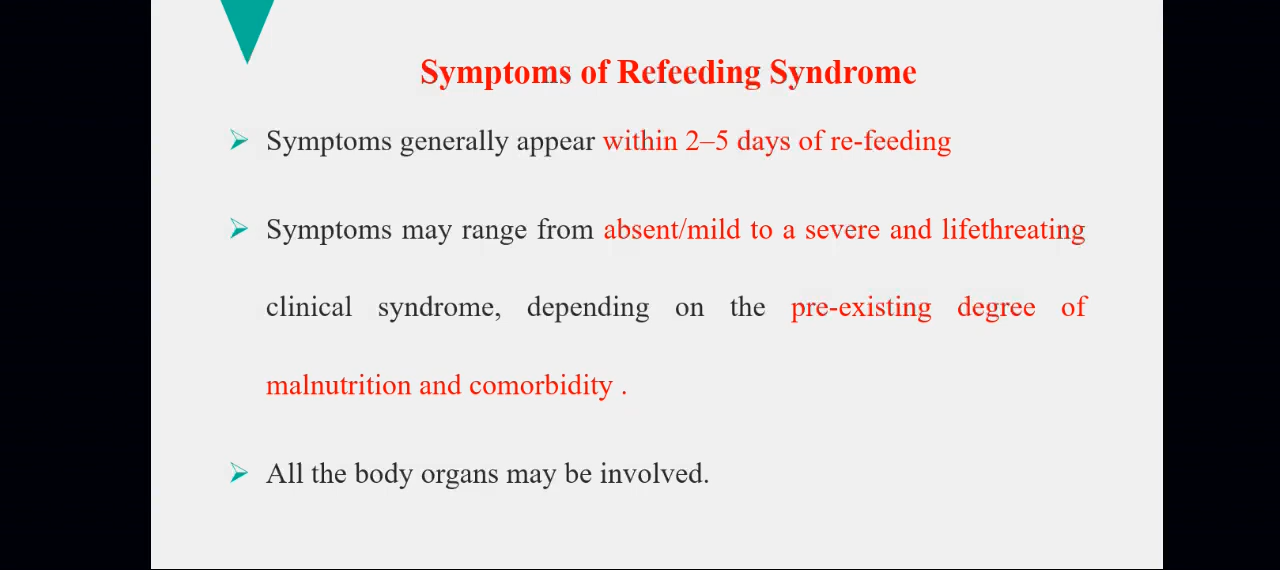 Symptoms of Refeeding Syndrome
Symptoms generally appear within 2–5 days of re-feeding
Symptoms may range from absent/mild to a severe and lifethreating
clinical syndrome, depending on the pre-existing degree of
malnutrition and comorbidity .
All the body organs may be involved.